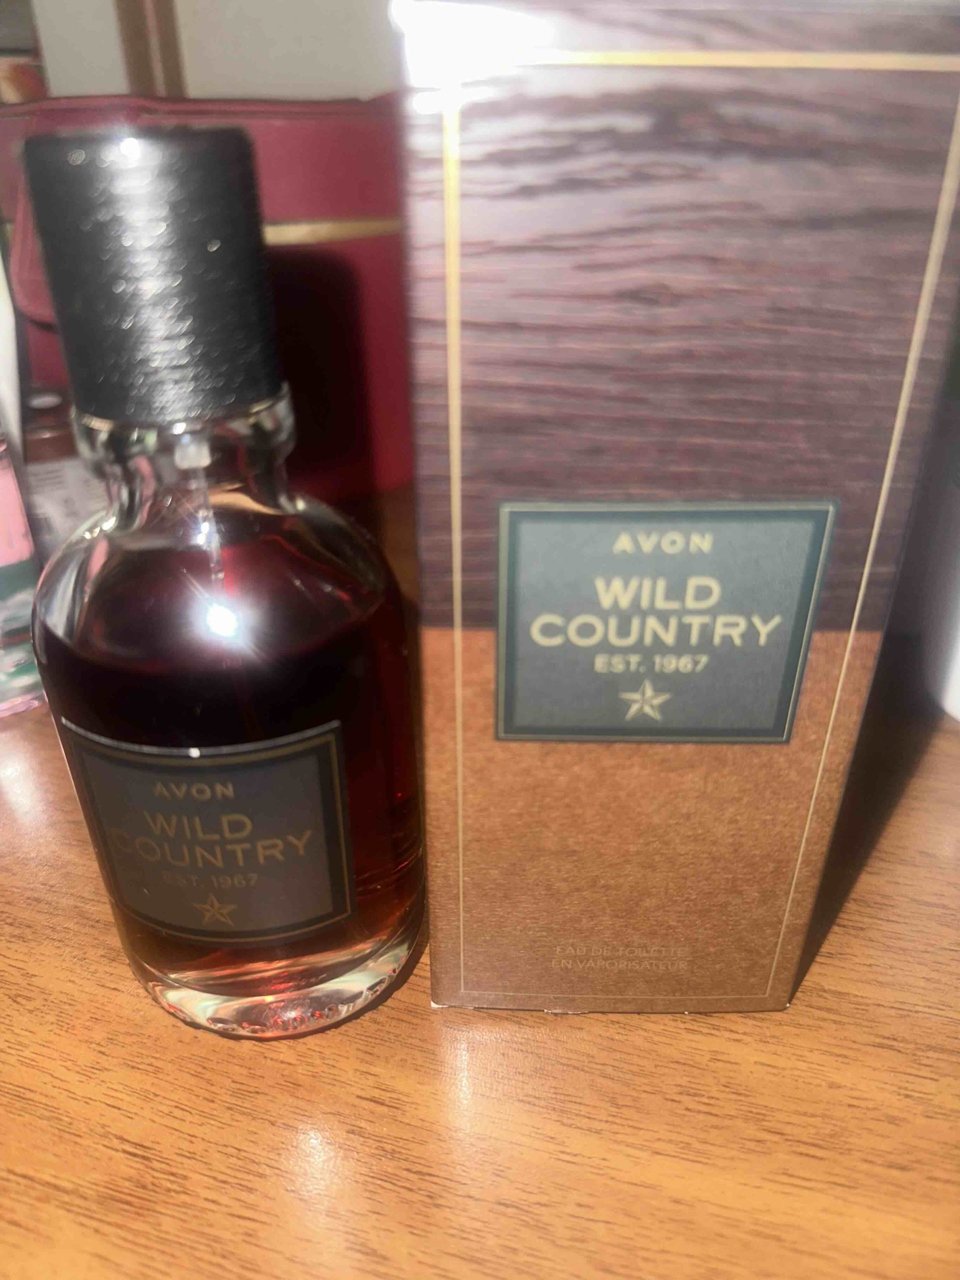 AVON
WILD
COUNTRY
EST. 1967
AVON
WILD
COUNTRY
EST. 1967
EAU DE TOILETTE
EN VAPORISATEUR